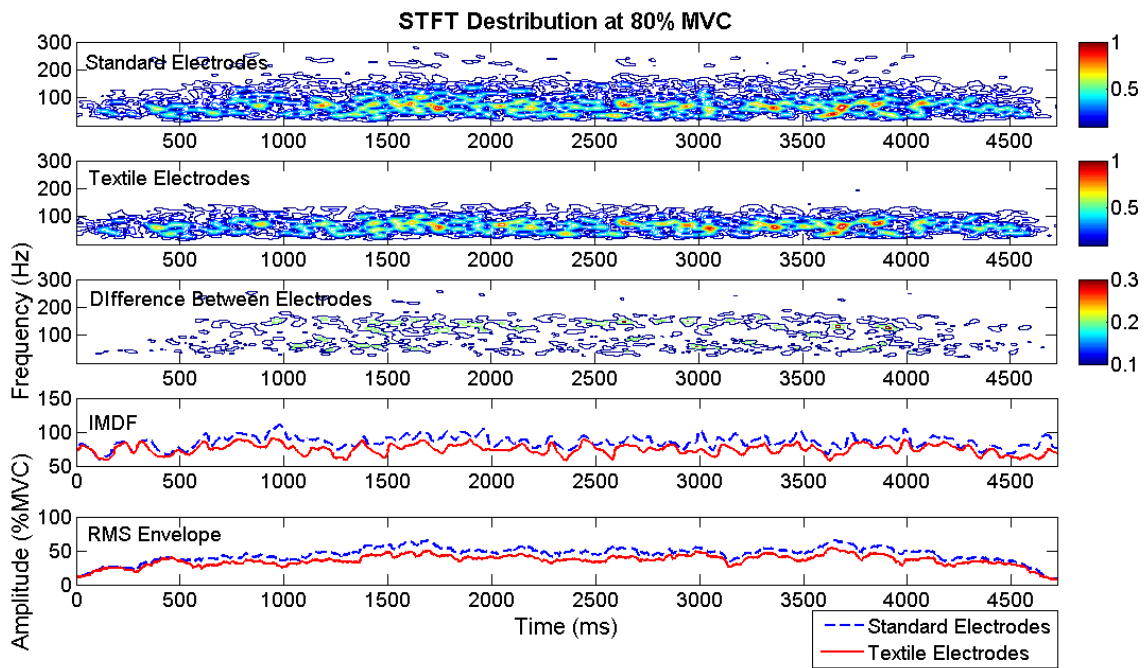 STFT Destribution at 80% MVC
300
200
100
Standard Electrodes
500 1000 1500 2000 2500 3000 3500 4000 4500
1
0.5
300
200
100
Textile Electrodes
500 1000 1500 2000 2500 3000 3500 4000 4500
1
0.5
300
200
100
DIfference Between Electrodes
500 1000 1500 2000 2500 3000 3500 4000 4500
0.3
0.2
0.1
Frequency (Hz)
150
100
50
IMDF
0 500 1000 1500 2000 2500 3000 3500 4000 4500
100
50
0
RMS Envelope
0 500 1000 1500 2000 2500 3000 3500 4000 4500
Amplitude (%MVC)
Time (ms)
Standard Electrodes
Textile Electrodes